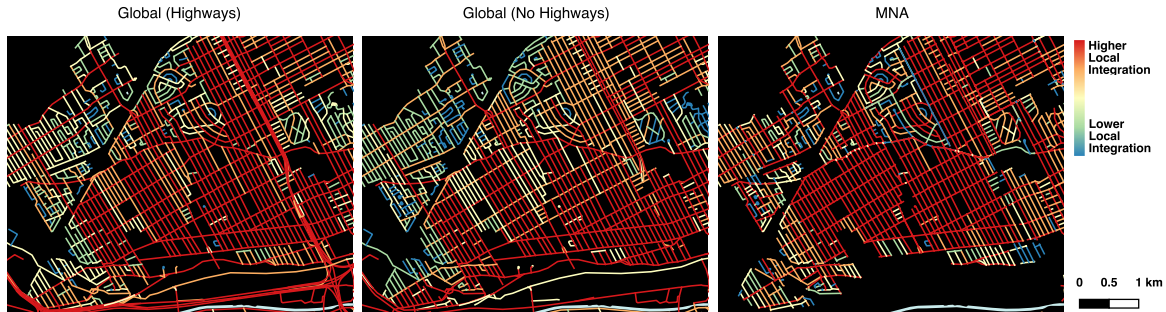 Global (Highways)
Global (No Highways)
MNA
Higher
Local
Integration
Lower
Local
Integration
0 0.5 1 km